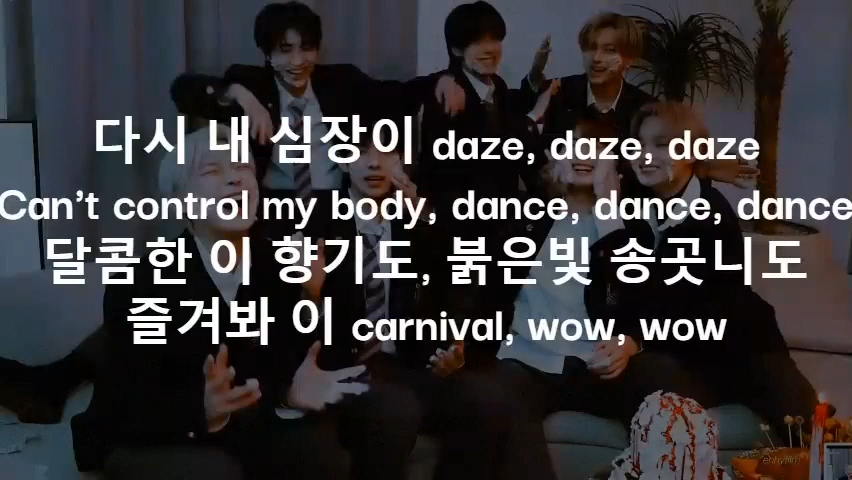 다시 내 심장이 daze, daze, daze
Can't control my body, dance, dance, dance
달콤한 이 향기도, 붉은빛 송곳니도
즐겨봐 이 carnival, wow, wow
enhyfilm